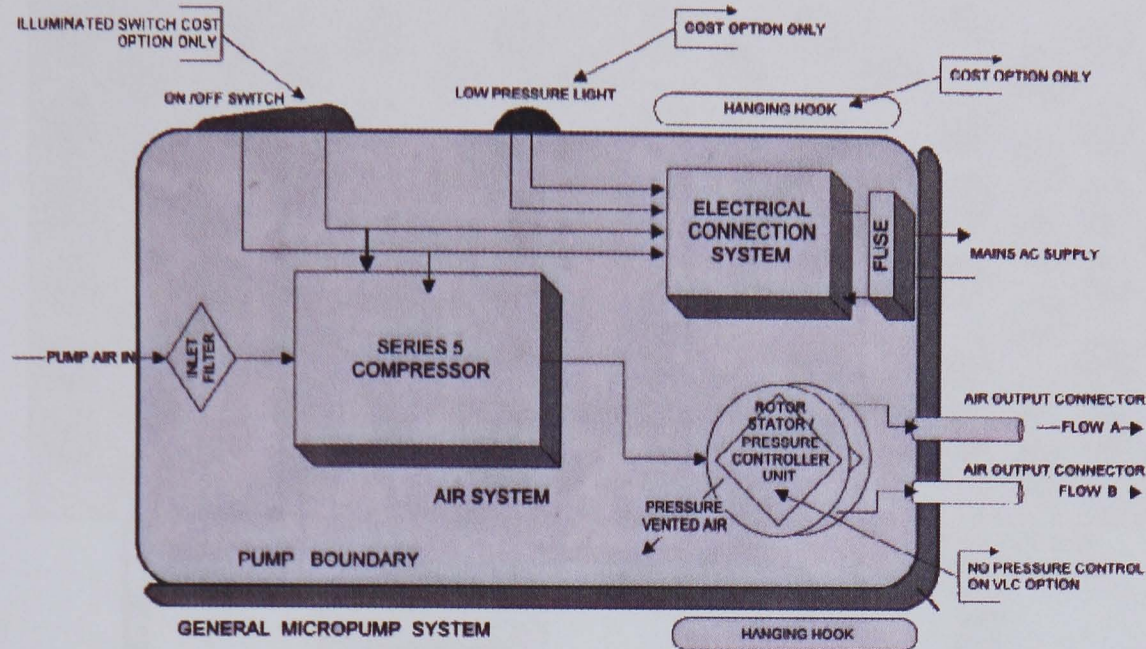 ILLUMINATED SWITCH COST
OPTION ONLY
COST OPTION ONLY
COST OPTION ONLY
ON /OFF SWITCH
LOW PRESSURE LIGHT
HANGING HOOK
ELECTRICAL
CONNECTION
SYSTEM
FUSE
MAINS AC SUPPLY
PUMP AIR IN
INLET
FILTER
SERIES 5
COMPRESSOR
ROTOR
STATOR /
PRESSURE
CONTROLLER
UNIT
AIR OUTPUT CONNECTOR
FLOW A
AIR OUTPUT CONNECTOR
FLOW B
AIR SYSTEM
PRESSURE
VENTED AIR
PUMP BOUNDARY
NO PRESSURE CONTROL
ON VLC OPTION
GENERAL MICROPUMP SYSTEM
HANGING HOOK